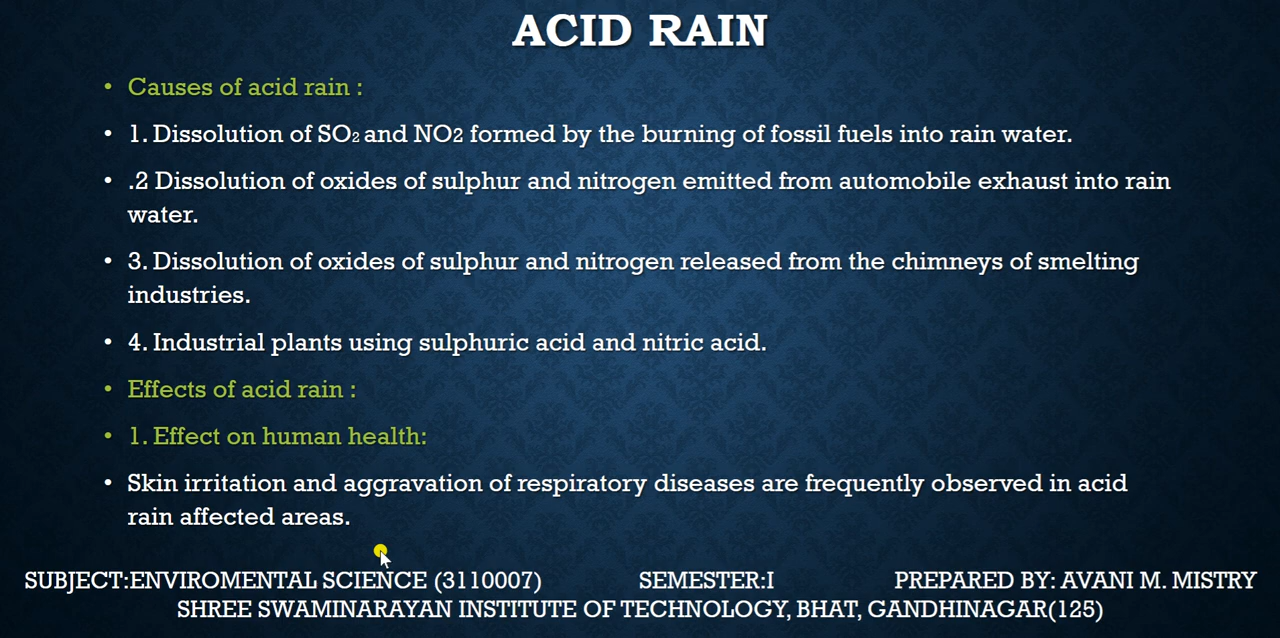 ACID RAIN
• Causes of acid rain :
• 1. Dissolution of SO₂ and NO2 formed by the burning of fossil fuels into rain water.
• .2 Dissolution of oxides of sulphur and nitrogen emitted from automobile exhaust into rain
water.
• 3. Dissolution of oxides of sulphur and nitrogen released from the chimneys of smelting
industries.
• 4. Industrial plants using sulphuric acid and nitric acid.
• Effects of acid rain :
• 1. Effect on human health:
• Skin irritation and aggravation of respiratory diseases are frequently observed in acid
rain affected areas.
SUBJECT:ENVIROMENTAL SCIENCE (3110007) SEMESTER:I PREPARED BY: AVANI M. MISTRY
SHREE SWAMINARAYAN INSTITUTE OF TECHNOLOGY, BHAT, GANDHINAGAR(125)